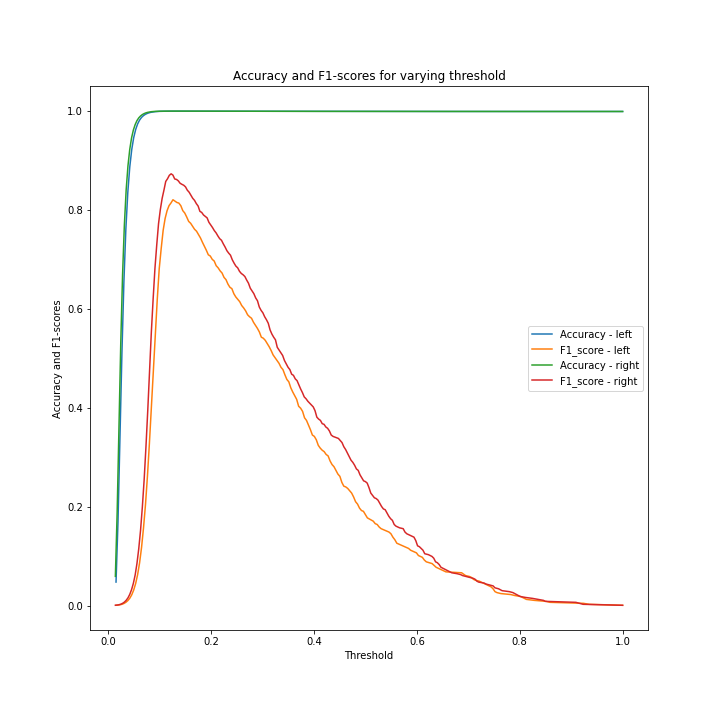 Accuracy and F1-scores for varying threshold
1.0
0.8
0.6
0.4
0.2
0.0
Accuracy and F1-scores
Accuracy - left
F1_score - left
Accuracy - right
F1_score - right
0.0 0.2 0.4 0.6 0.8 1.0
Threshold